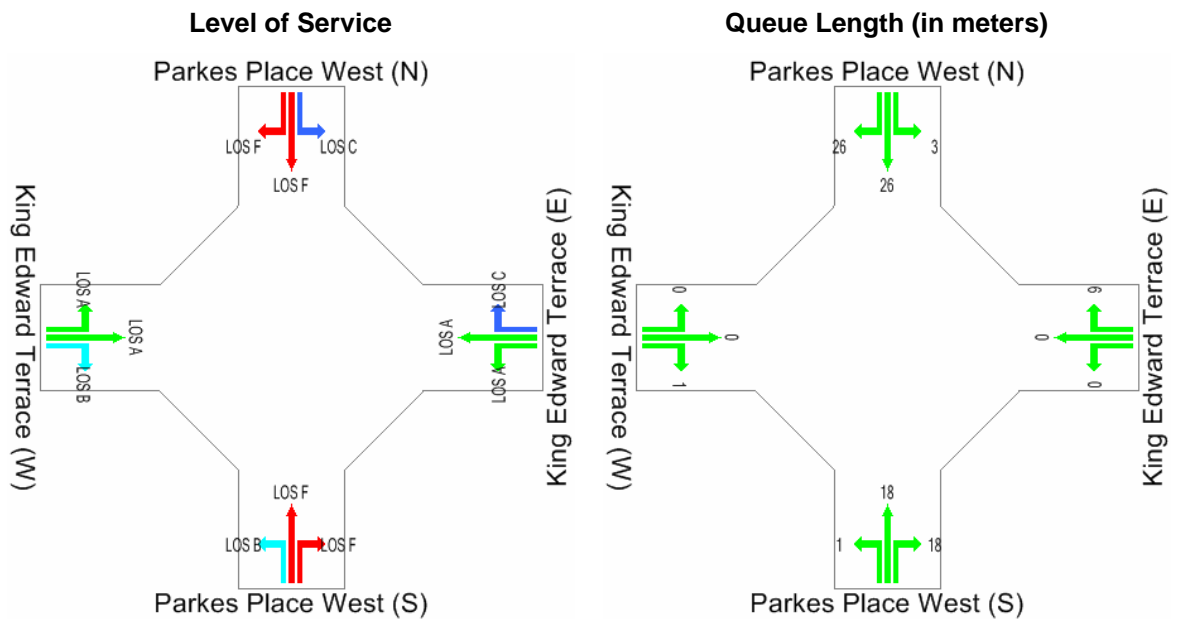 Level of Service
Parkes Place West (N)
LOS F
LOS C
LOS F
King Edward Terrace (W)
LOS A
LOS A
LOS B
King Edward Terrace (E)
LOS C
LOS A
LOS A
LOS F
LOS B
LOS F
Parkes Place West (S)
Queue Length (in meters)
Parkes Place West (N)
26
3
26
King Edward Terrace (W)
0
0
1
King Edward Terrace (E)
0
0
18
1
18
Parkes Place West (S)